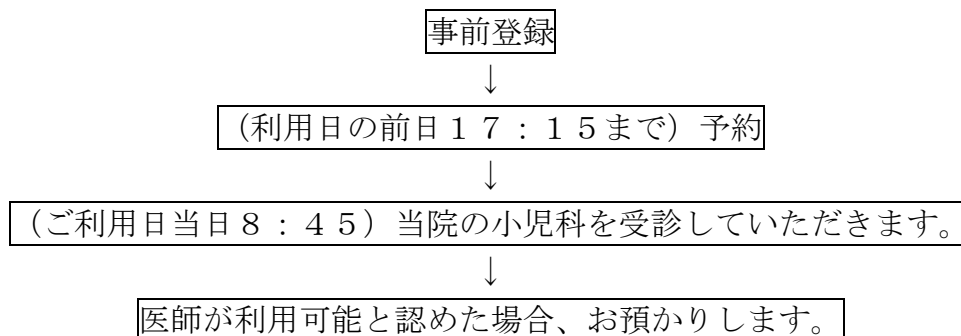 事前登録
↓
（利用日の前日１７：１５まで）予約
↓
（ご利用日当日８：４５）当院の小児科を受診していただきます。
↓
医師が利用可能と認めた場合、お預かりします。